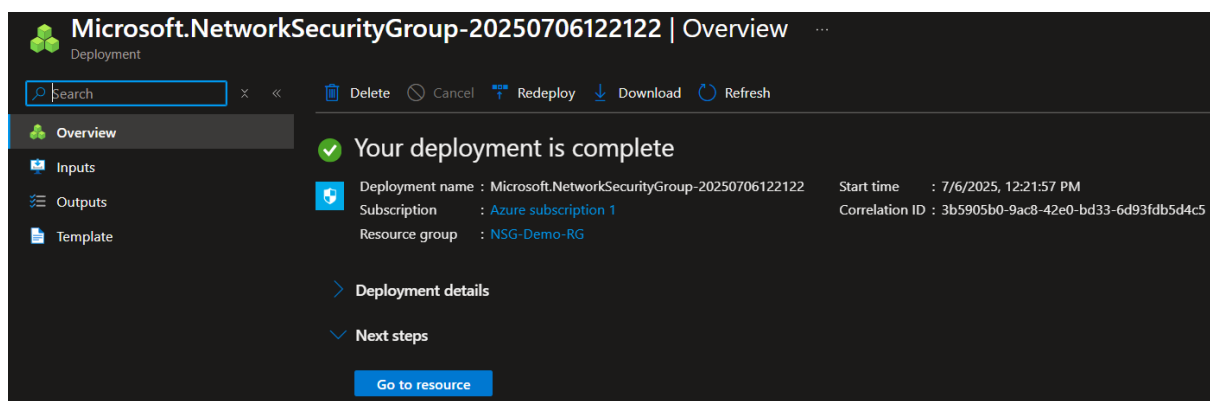 Microsoft.NetworkSecurityGroup-20250706122122 | Overview ...
Deployment
Search
Delete Cancel Redeploy Download Refresh
Overview
Inputs
Outputs
Template
Your deployment is complete
Deployment name : Microsoft.NetworkSecurityGroup-20250706122122 Start time : 7/6/2025, 12:21:57 PM
Subscription : Azure subscription 1 Correlation ID : 3b5905b0-9ac8-42e0-bd33-6d93fdb5d4c5
Resource group : NSG-Demo-RG
Deployment details
Next steps
Go to resource